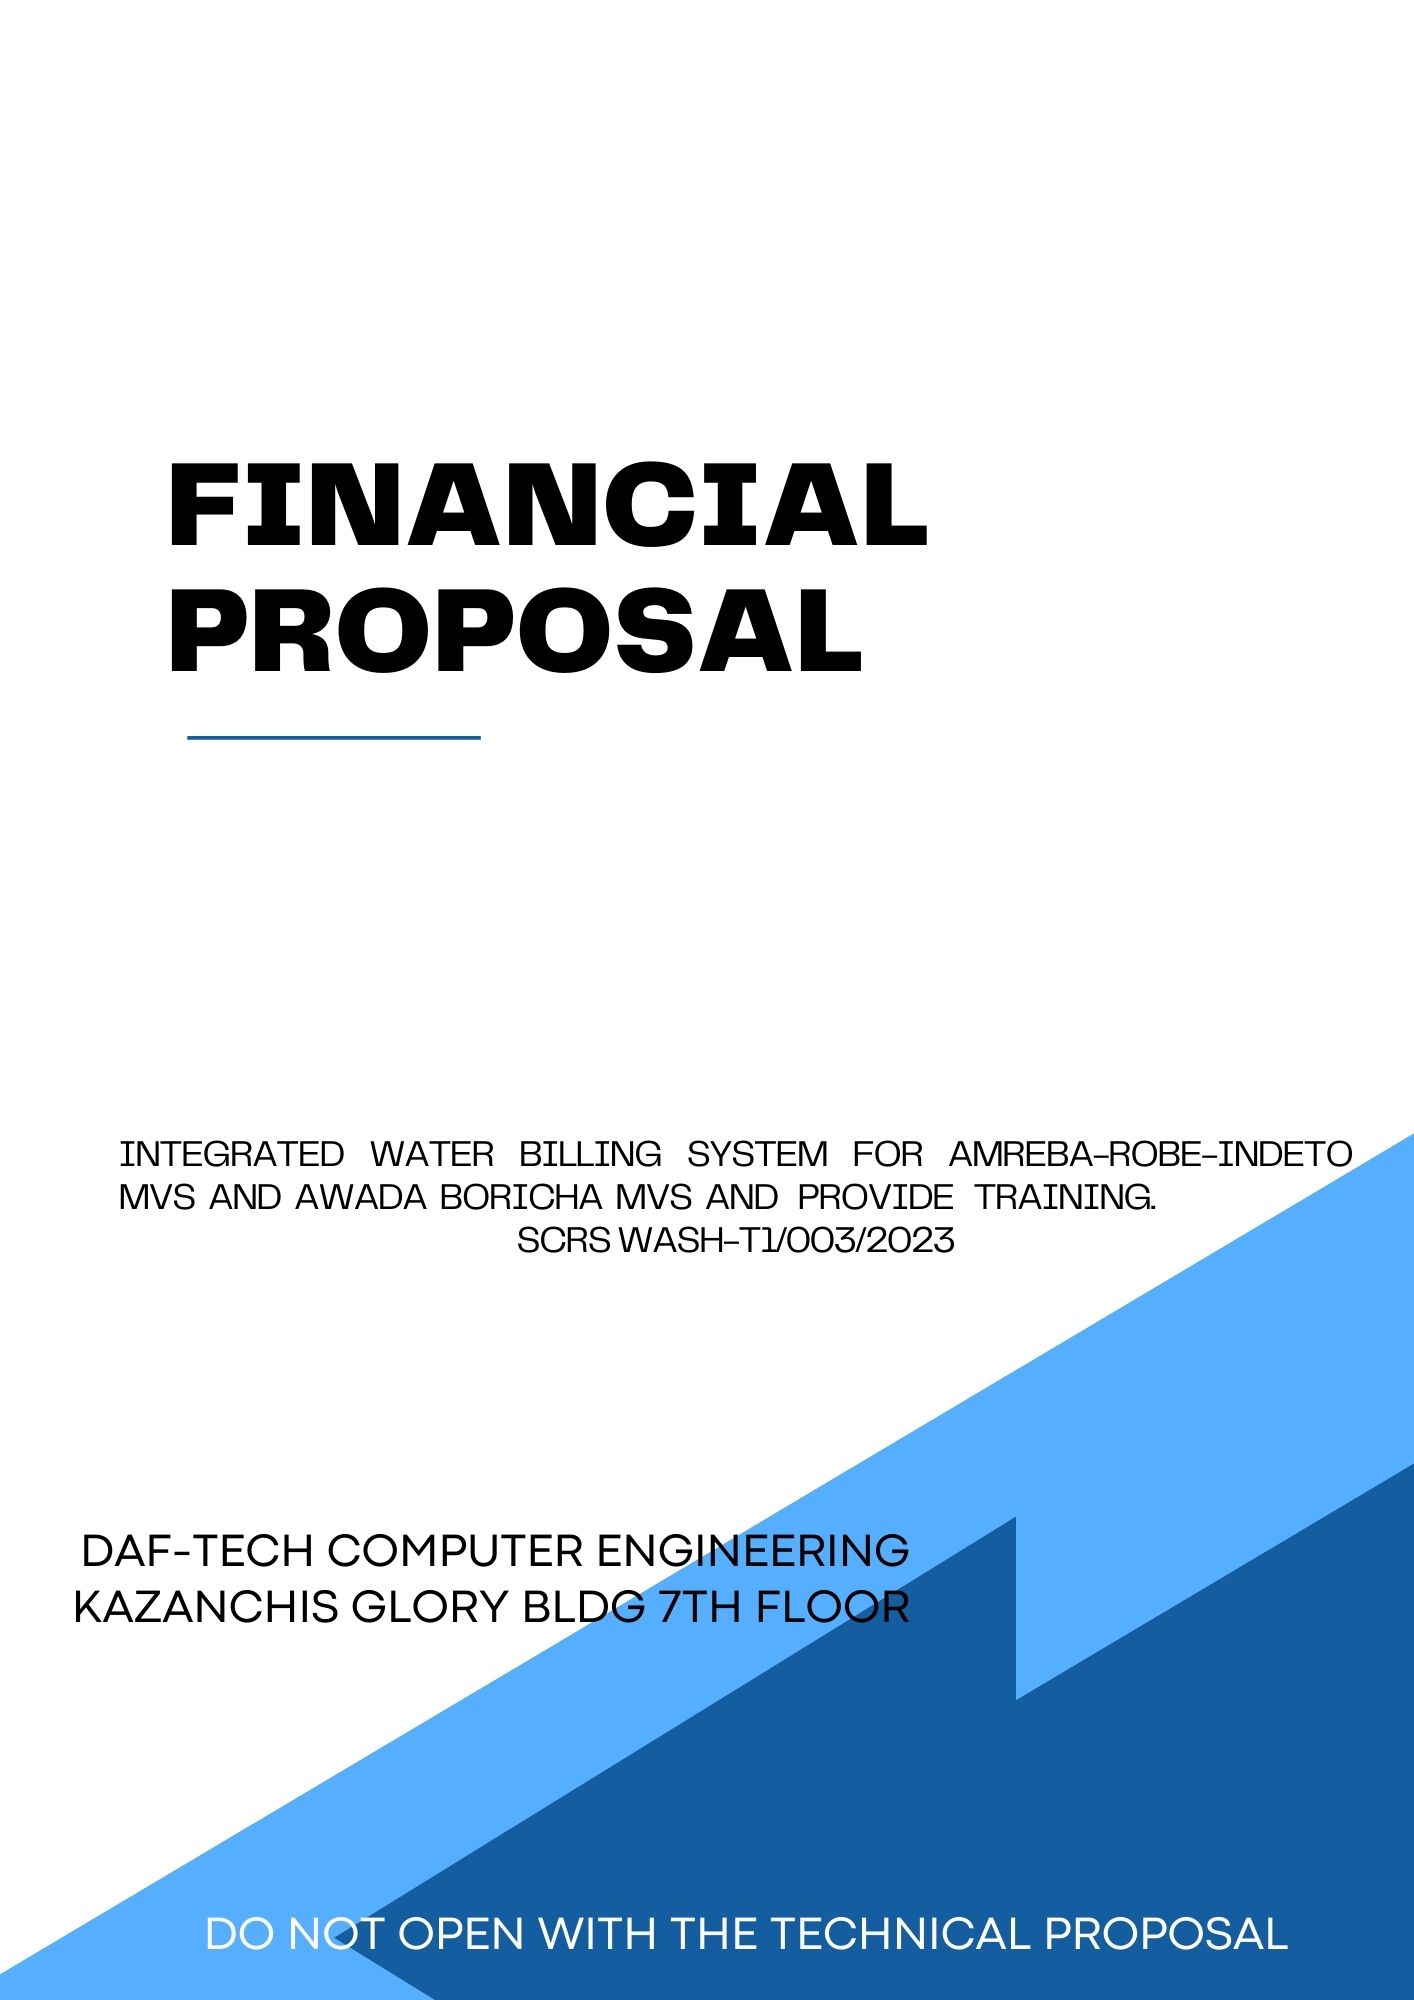 FINANCIAL
PROPOSAL
INTEGRATED WATER BILLING SYSTEM FOR AMREBA-ROBE-INDETO
MVS AND AWADA BORICHA MVS AND PROVIDE TRAINING.
SCRS WASH-T1/003/2023
DAF-TECH COMPUTER ENGINEERING
KAZANCHIS GLORY BLDG 7TH FLOOR
DO NOT OPEN WITH THE TECHNICAL PROPOSAL